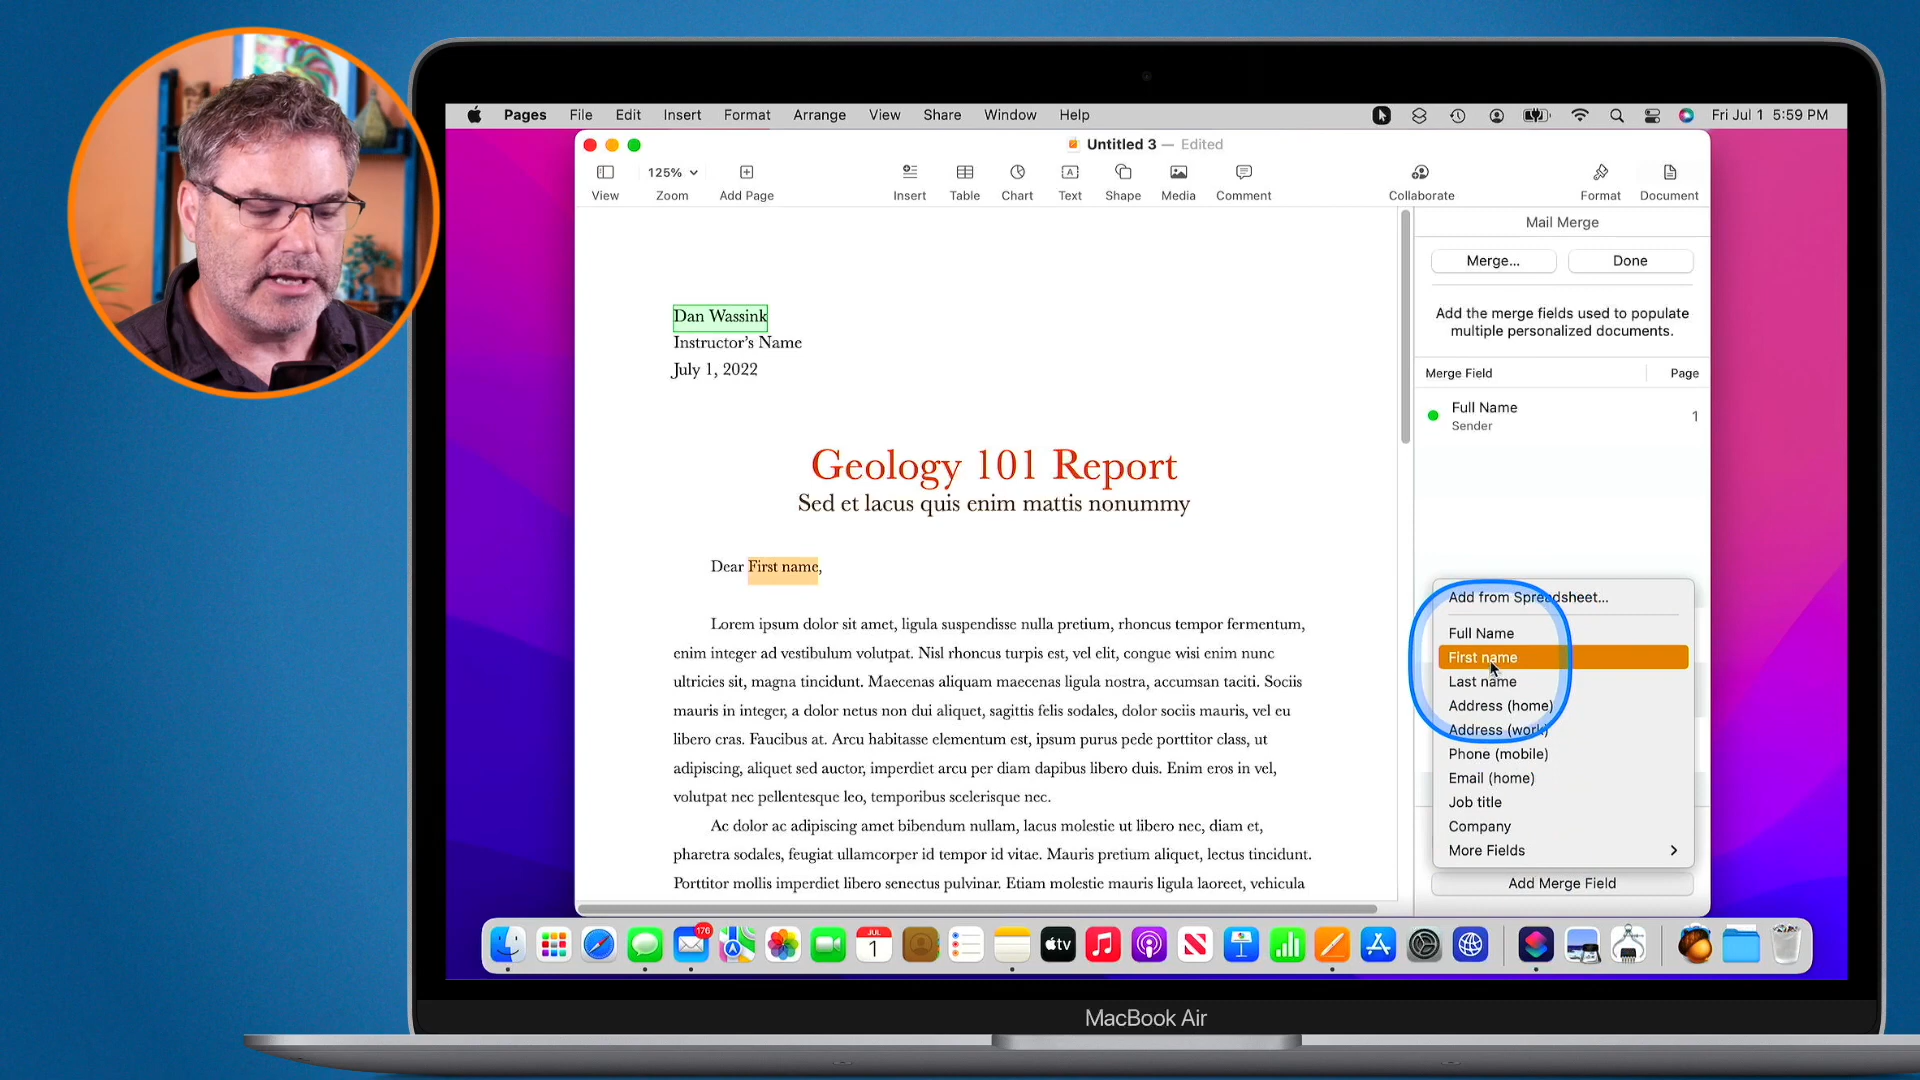 Pages File Edit Insert Format Arrange View Share Window Help
Fri Jul 1 5:59 PM
Untitled 3 — Edited
125%
View Zoom Add Page Insert Table Chart Text Shape Media Comment Collaborate Format Document
Mail Merge
Merge... Done
Add the merge fields used to populate
multiple personalized documents.
Merge Field Page
Full Name 1
Sender
Dan Wassink
Instructor's Name
July 1, 2022
Geology 101 Report
Sed et lacus quis enim mattis nonummy
Dear First name,
Lorem ipsum dolor sit amet, ligula suspendisse nulla pretium, rhoncus tempor fermentum,
enim integer ad vestibulum volutpat. Nisl rhoncus turpis est, vel elit, congue wisi enim nunc
ultricies sit, magna tincidunt. Maecenas aliquam maecenas ligula nostra, accumsan taciti. Sociis
mauris in integer, a dolor netus non dui aliquet, sagittis felis sodales, dolor sociis mauris, vel eu
libero cras. Faucibus at. Arcu habitasse elementum est, ipsum purus pede porttitor class, ut
adipiscing, aliquet sed auctor, imperdiet arcu per diam dapibus libero duis. Enim eros in vel,
volutpat nec pellentesque leo, temporibus scelerisque nec.
Ac dolor ac adipiscing amet bibendum nullam, lacus molestie ut libero nec, diam et,
pharetra sodales, feugiat ullamcorper id tempor id vitae. Mauris pretium aliquet, lectus tincidunt.
Porttitor mollis imperdiet libero senectus pulvinar. Etiam molestie mauris ligula laoreet, vehicula
Add from Spreadsheet...
Full Name
First name
Last name
Address (home)
Address (work)
Phone (mobile)
Email (home)
Job title
Company
More Fields
Add Merge Field
176
JUL
1
tv
MacBook Air